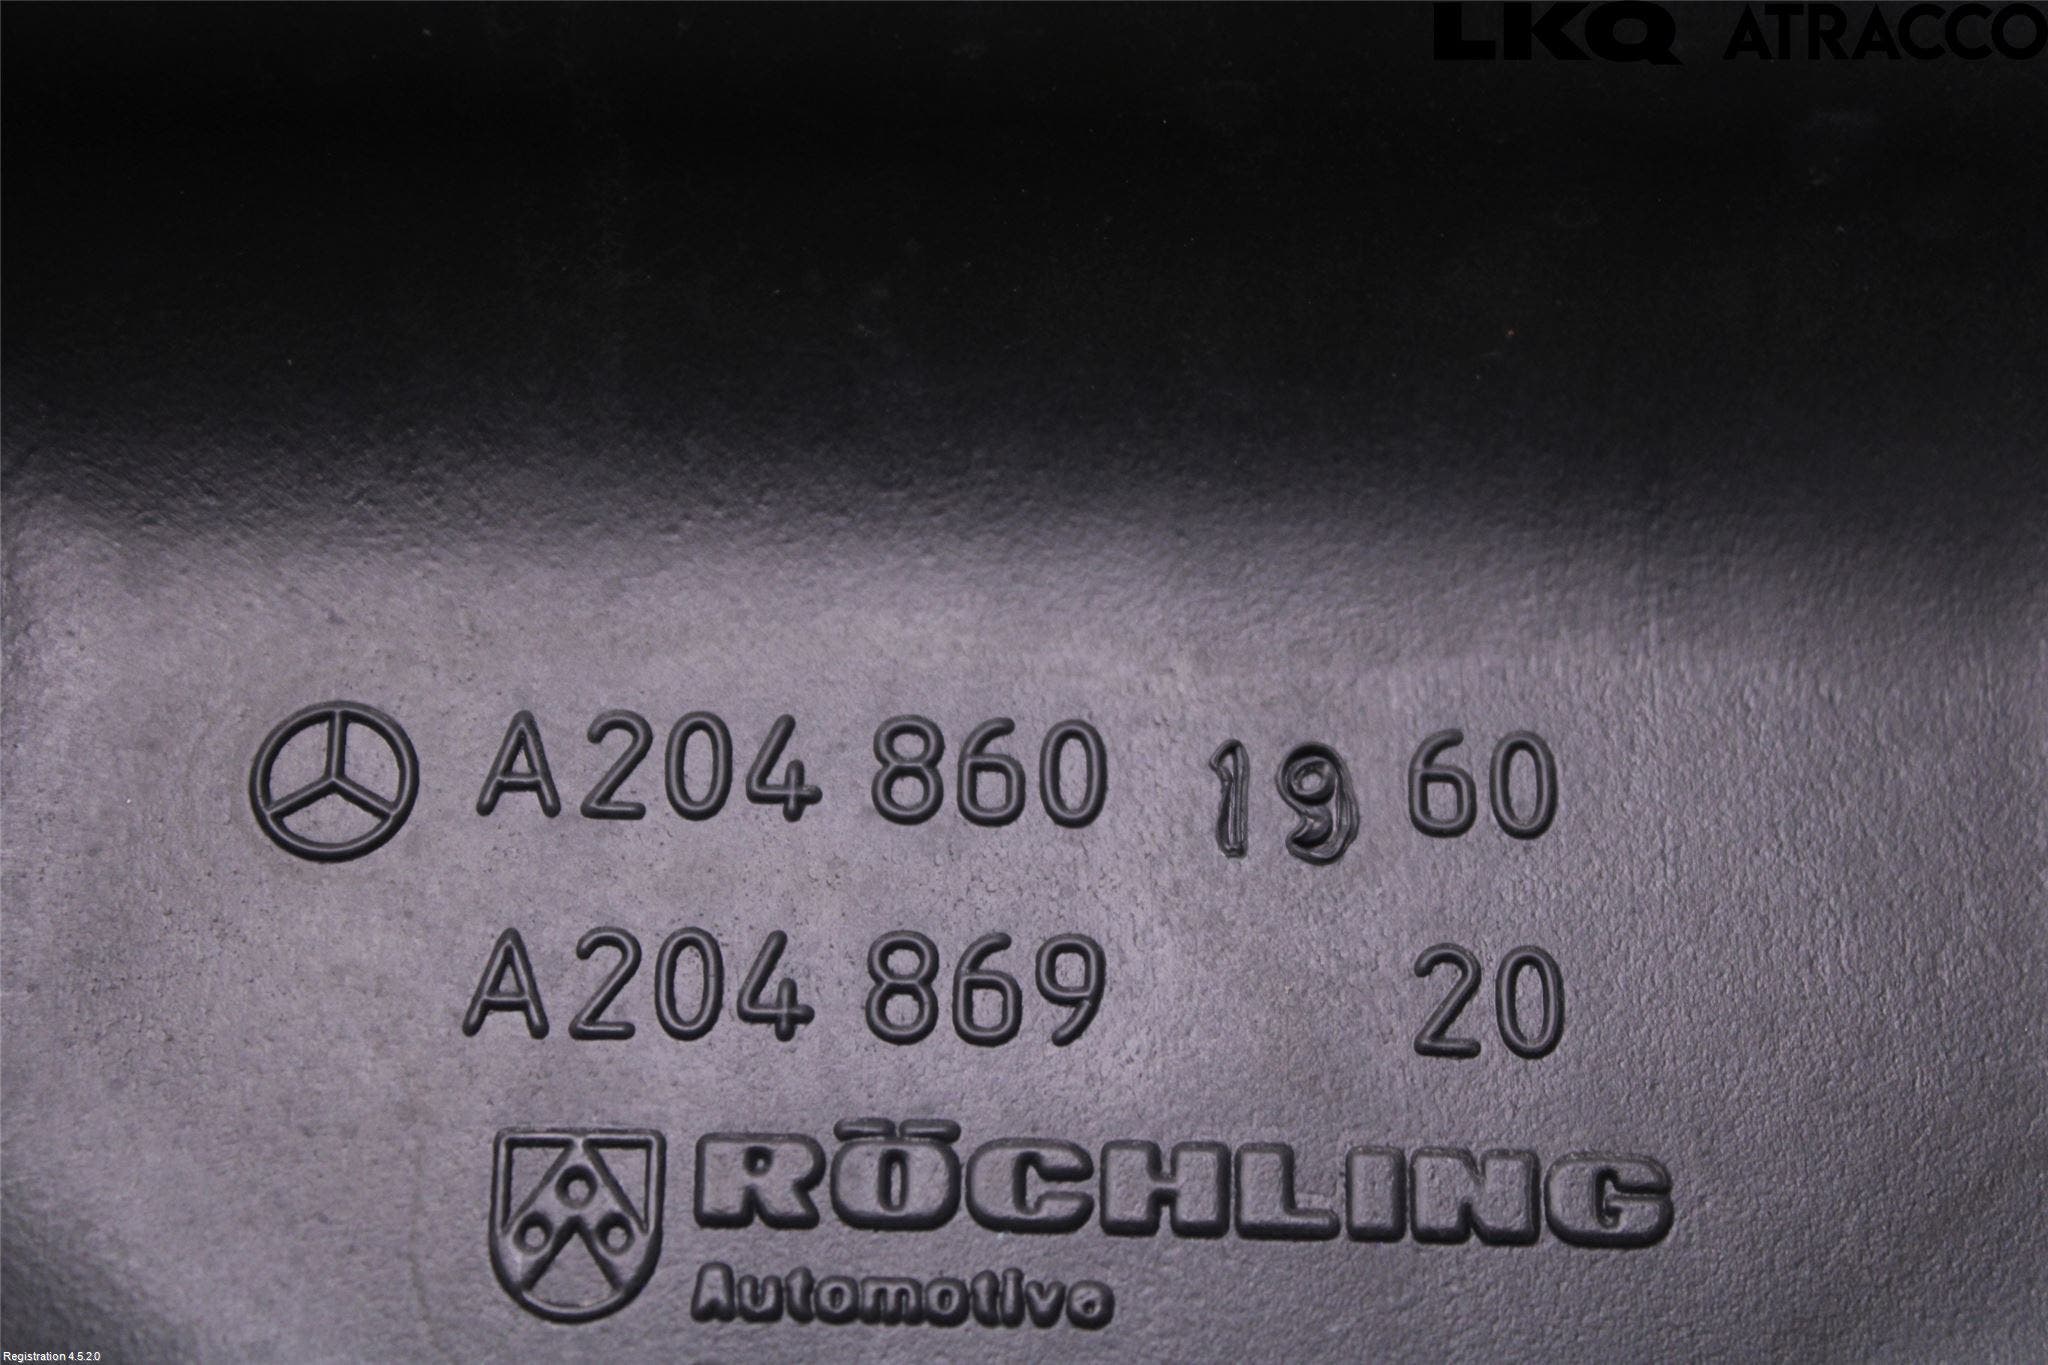 LKQ ATRACCO
A204 860 19 60
A204 869 20
RÖCHLING
Automotive
Registration 4.5.2.0